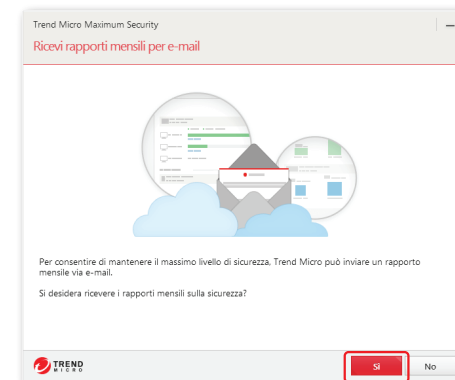 Trend Micro Maximum Security
Ricevi rapporti mensili per e-mail
Per consentire di mantenere il massimo livello di sicurezza, Trend Micro può inviare un rapporto
mensile via e-mail.
Si desidera ricevere i rapporti mensili sulla sicurezza?
TREND
MICRO
Sì
No